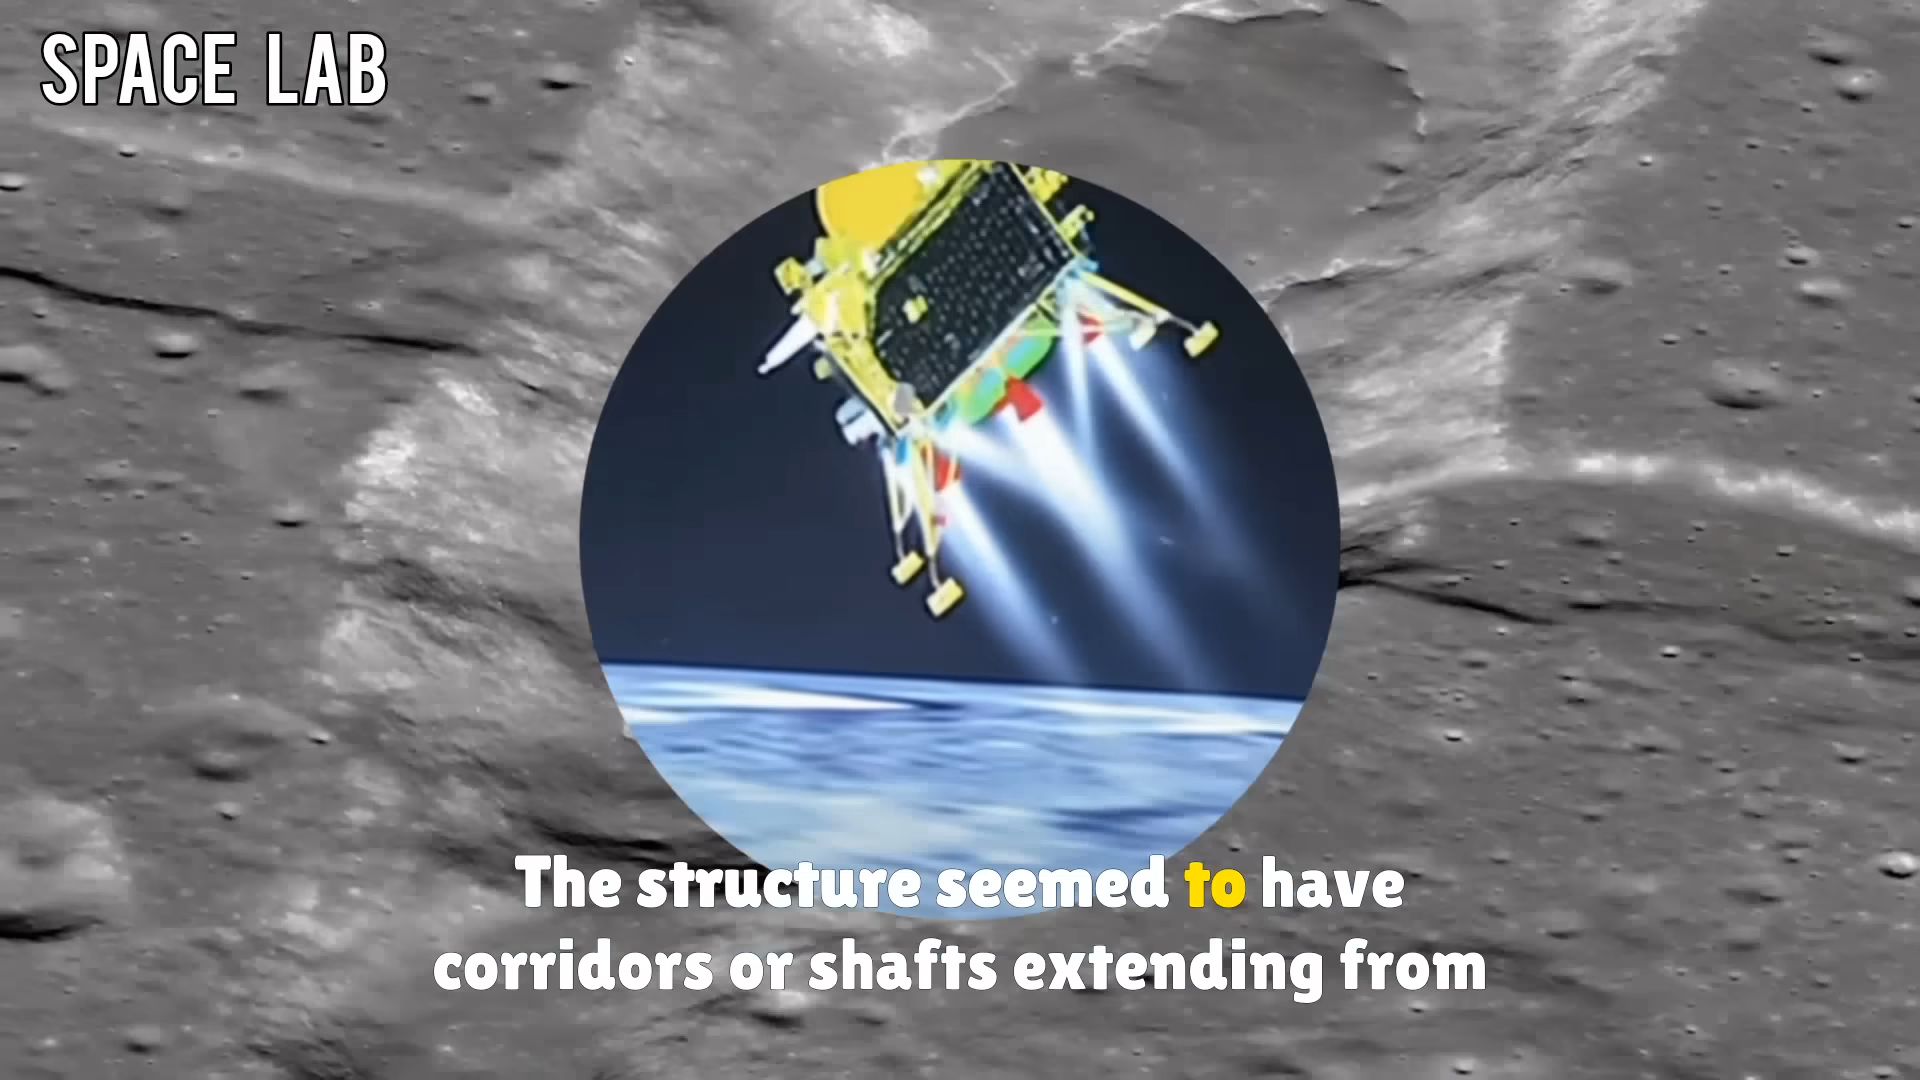 SPACE LAB
The structure seemed to have
corridors or shafts extending from